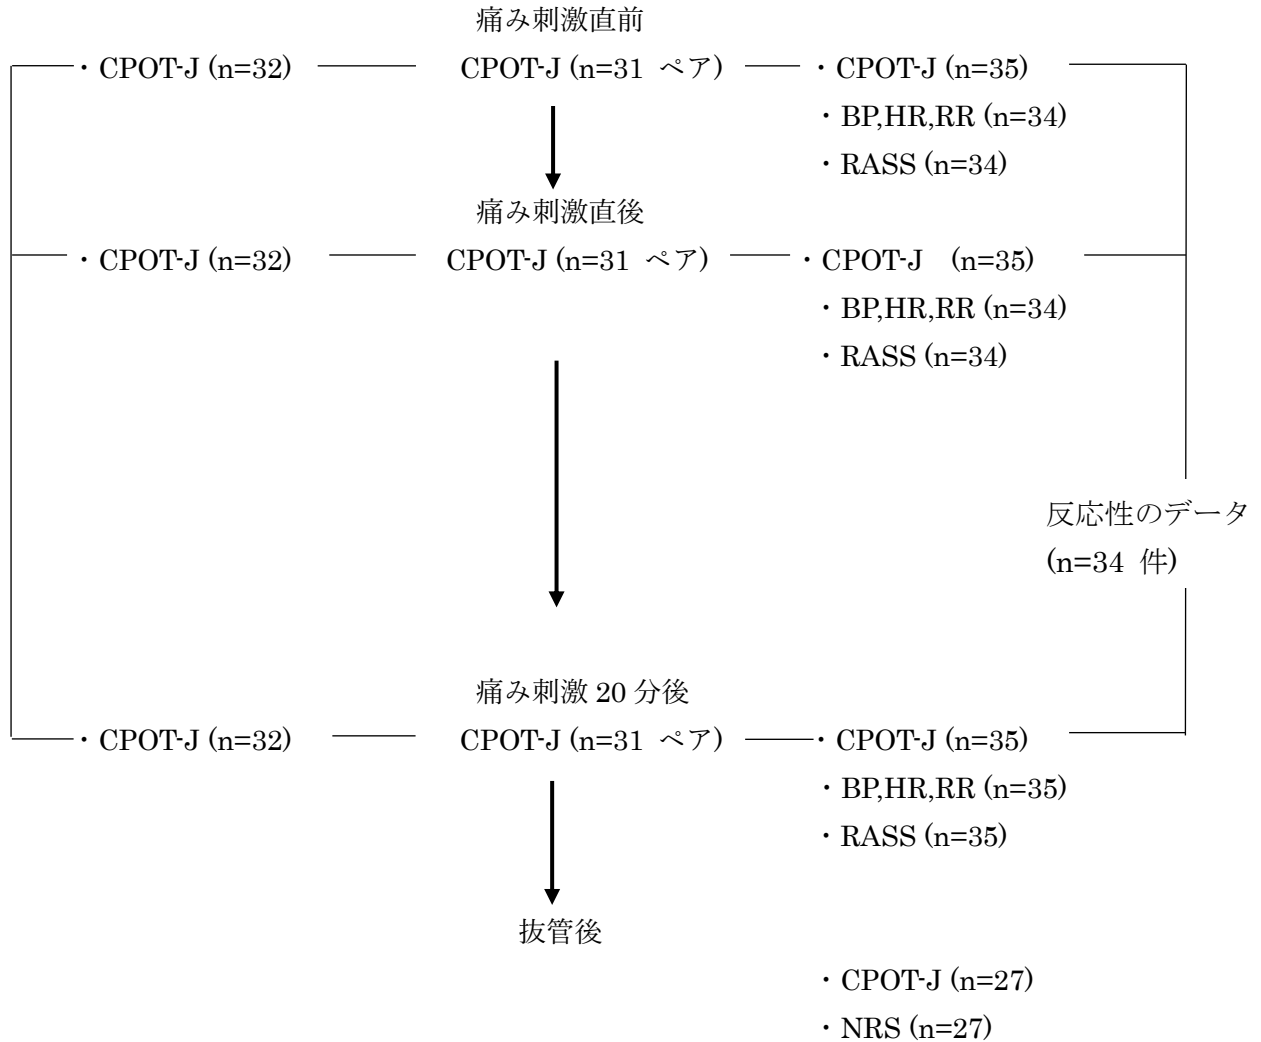 痛み刺激直前
・CPOT-J (n=32) CPOT-J (n=31 ペア) ・CPOT-J (n=35)
・BP,HR,RR (n=34)
・RASS (n=34)
痛み刺激直後
・CPOT-J (n=32) CPOT-J (n=31 ペア) ・CPOT-J (n=35)
・BP,HR,RR (n=34)
・RASS (n=34)
反応性のデータ
(n=34 件)
痛み刺激 20 分後
・CPOT-J (n=32) CPOT-J (n=31 ペア) ・CPOT-J (n=35)
・BP,HR,RR (n=35)
・RASS (n=35)
抜管後
・CPOT-J (n=27)
・NRS (n=27)